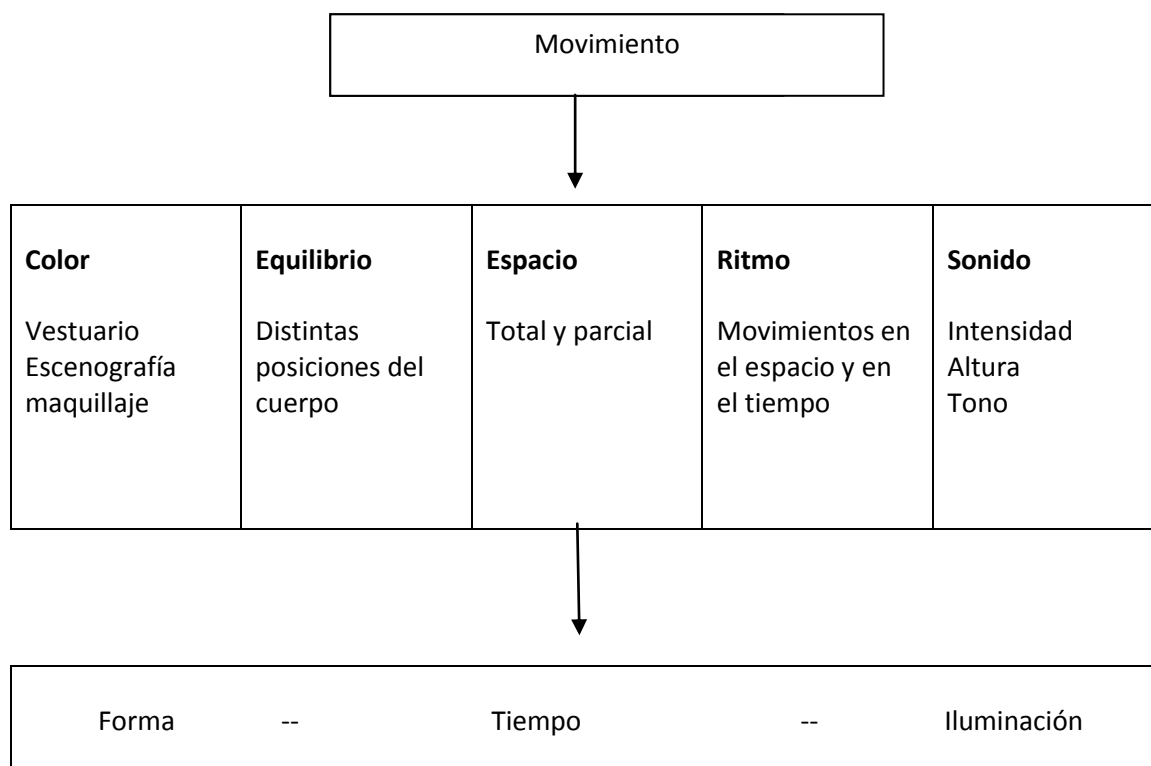 Movimiento
Color
Vestuario
Escenografía
maquillaje
Equilibrio
Distintas
posiciones del
cuerpo
Espacio
Total y parcial
Ritmo
Movimientos en
el espacio y en
el tiempo
Sonido
Intensidad
Altura
Tono
Forma -- Tiempo -- Iluminación